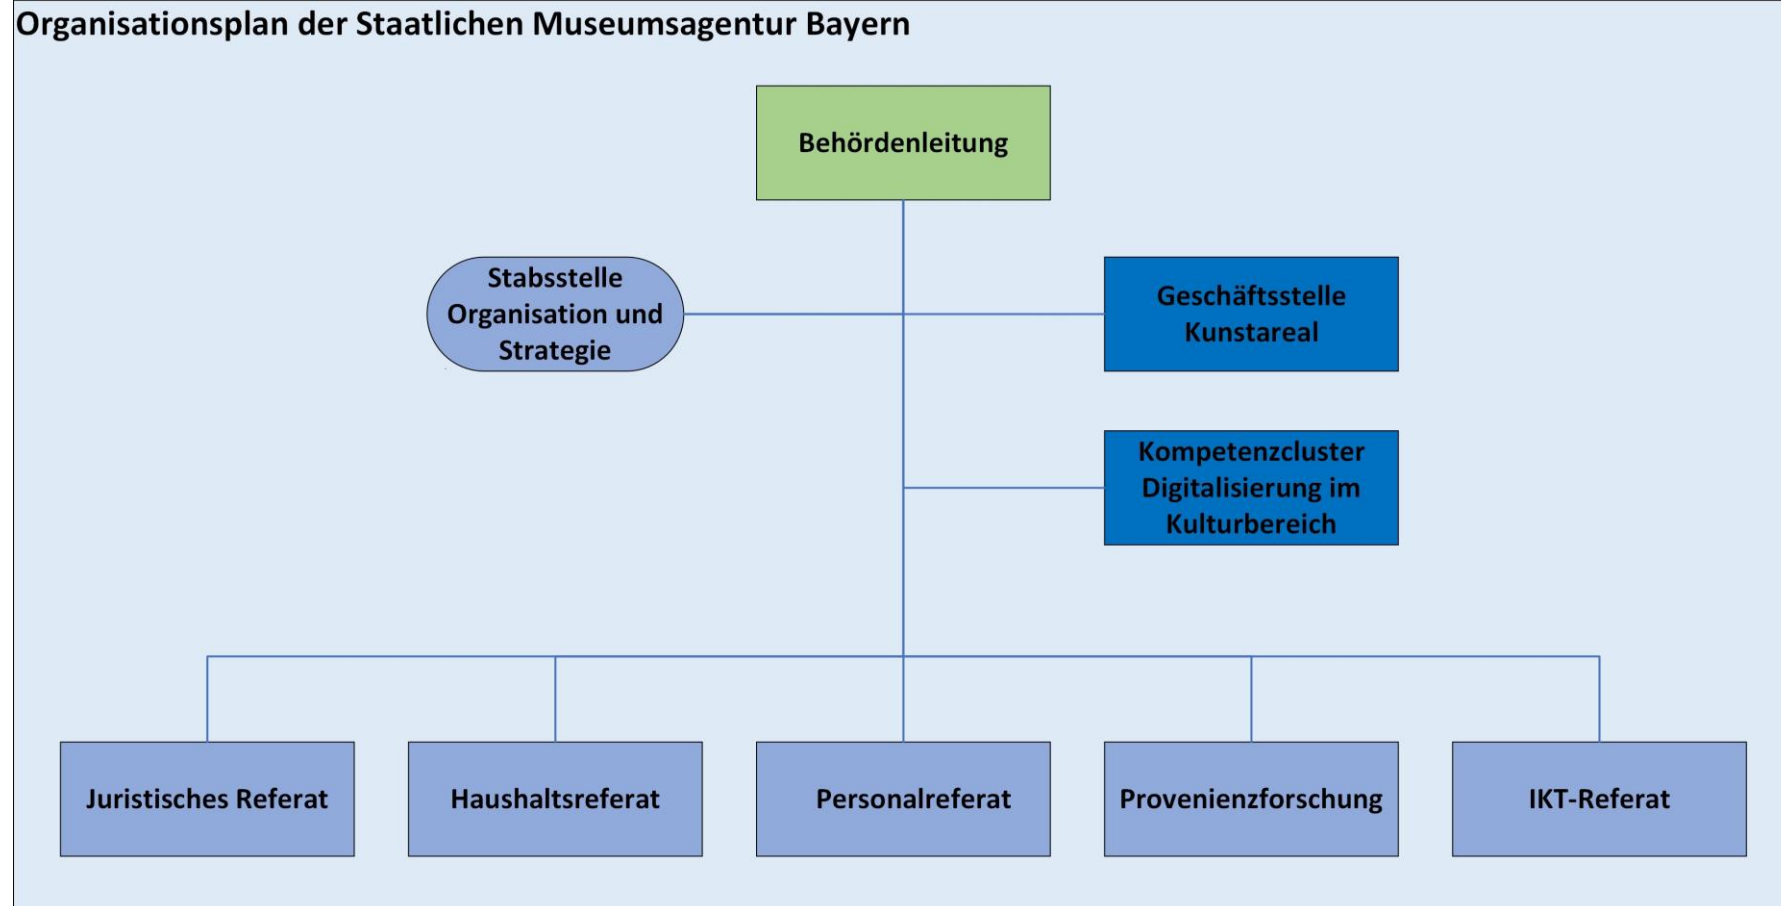 Organisationsplan der Staatlichen Museumsagentur Bayern
Behördenleitung
Stabsstelle
Organisation und
Strategie
Geschäftsstelle
Kunstareal
Kompetenzcluster
Digitalisierung im
Kulturbereich
Juristisches Referat
Haushaltsreferat
Personalreferat
Provenienzforschung
IKT-Referat